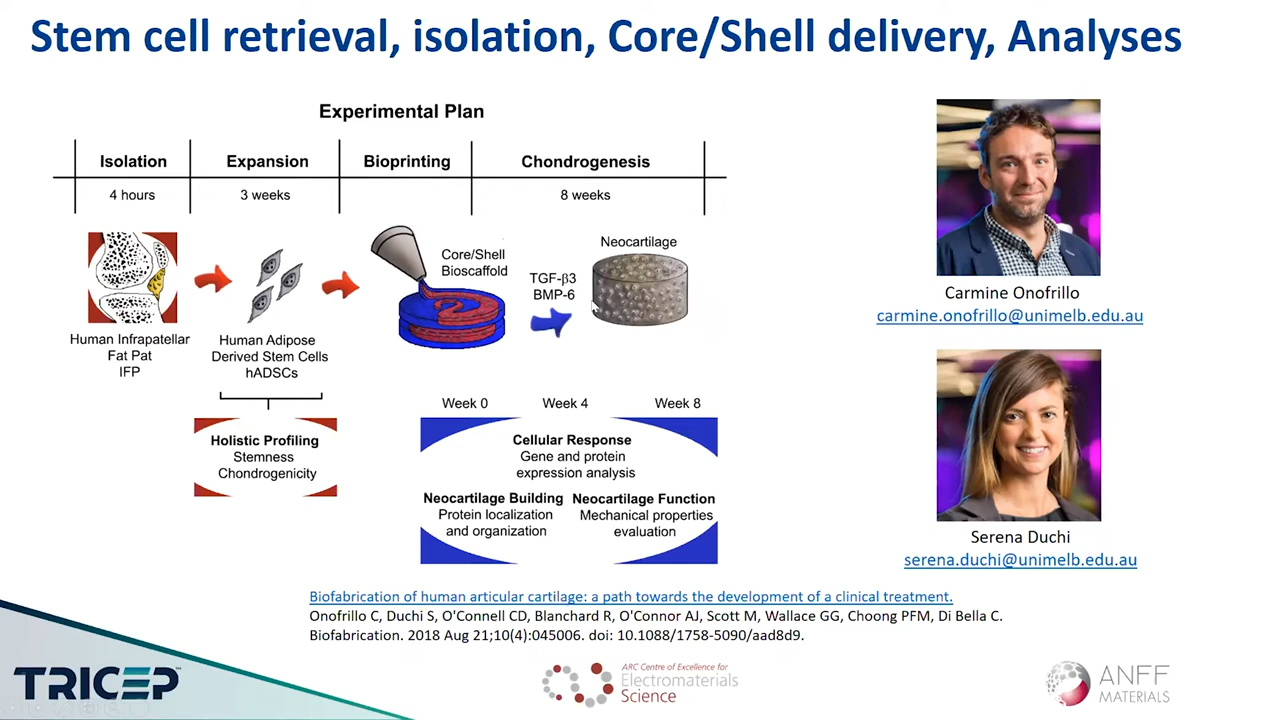 Stem cell retrieval, isolation, Core/Shell delivery, Analyses
Experimental Plan
Isolation
Expansion
Bioprinting
Chondrogenesis
4 hours
3 weeks
8 weeks
Human Infrapatellar
Fat Pat
IFP
Human Adipose
Derived Stem Cells
hADSCs
Core/Shell
Bioscaffold
TGF-β3
BMP-6
Neocartilage
Holistic Profiling
Stemness
Chondrogenicity
Week 0
Week 4
Week 8
Cellular Response
Gene and protein
expression analysis
Neocartilage Building
Protein localization
and organization
Neocartilage Function
Mechanical properties
evaluation
Carmine Onofrillo
carmine.onofrillo@unimelb.edu.au
Serena Duchi
serena.duchi@unimelb.edu.au
Biofabrication of human articular cartilage: a path towards the development of a clinical treatment.
Onofrillo C, Duchi S, O'Connell CD, Blanchard R, O'Connor AJ, Scott M, Wallace GG, Choong PFM, Di Bella C.
Biofabrication. 2018 Aug 21;10(4):045006. doi: 10.1088/1758-5090/aad8d9.
TRICEP™
ARC Centre of Excellence for
Electromaterials
Science
ANFF
MATERIALS